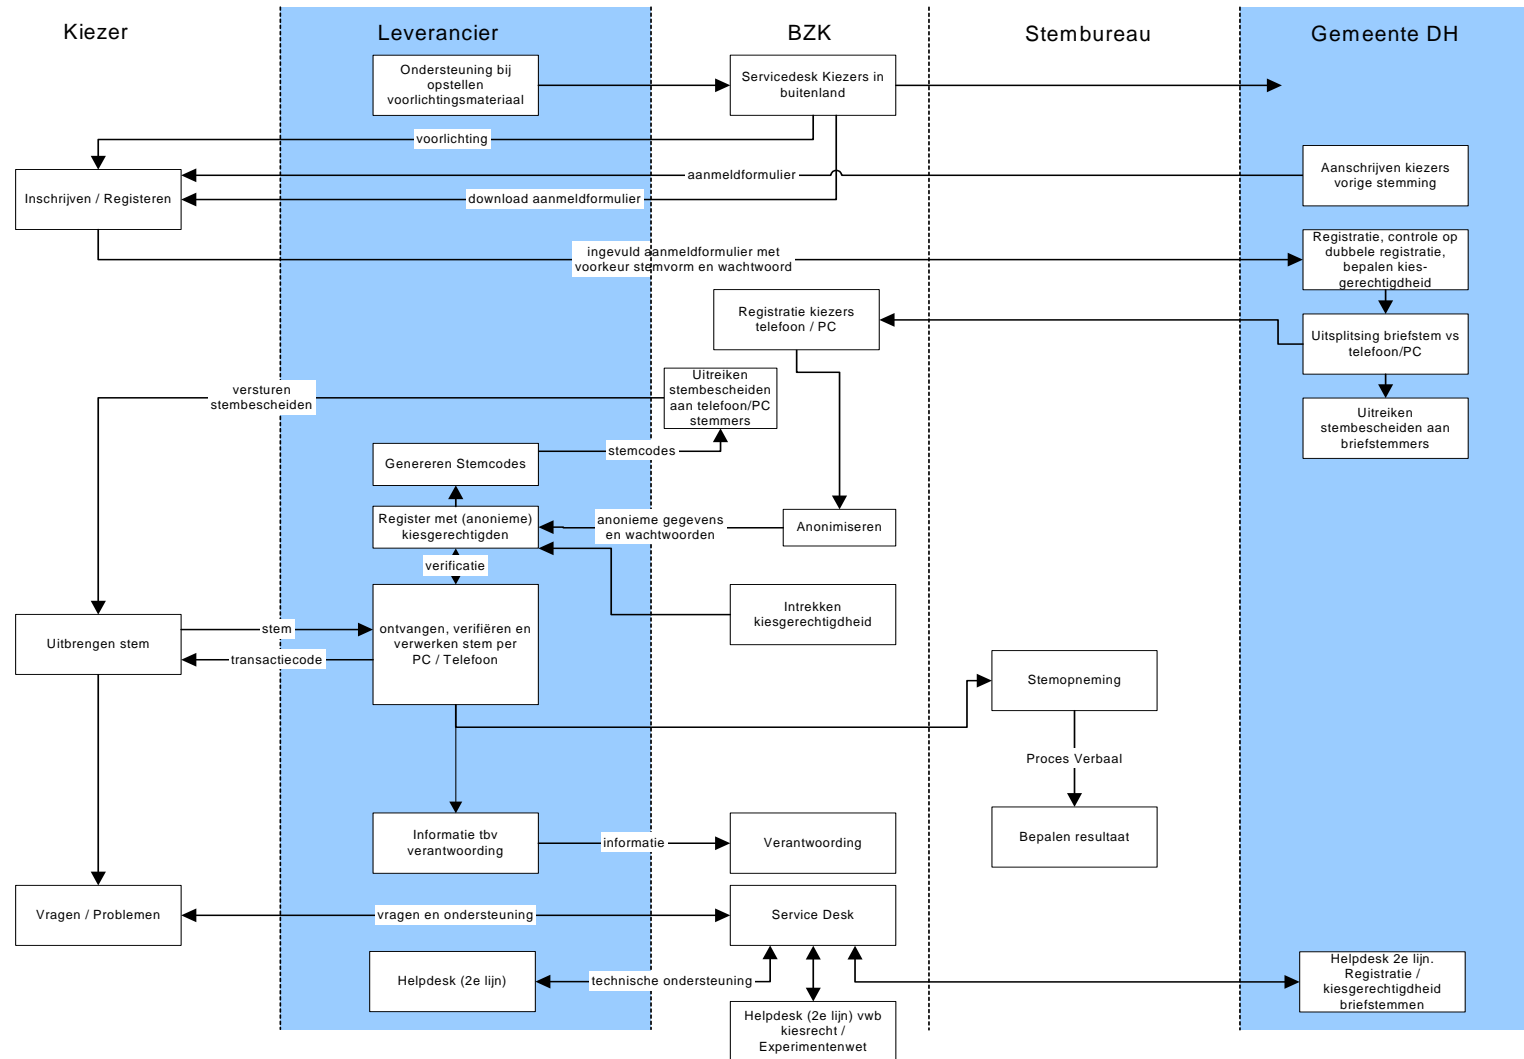 Kiezer
Leverancier
BZK
Stembureau
Gemeente DH
Ondersteuning bij
opstellen
voorlichtingsmateriaal
Servicedesk Kiezers in
buitenland
voorlichting
Aanschrijven kiezers
vorige stemming
aanmeldformulier
Inschrijven / Registeren
download aanmeldformulier
ingevuld aanmeldformulier met
voorkeur stemvorm en wachtwoord
Registratie, controle op
dubbele registratie,
bepalen kies-
gerechtigdheid
Registratie kiezers
telefoon / PC
Uitsplitsing briefstem vs
telefoon/PC
versturen
stembescheiden
Uitreiken
stembescheiden
aan telefoon/PC
stemmers
Uitreiken
stembescheiden aan
briefstemmers
Genereren Stemcodes
stemcodes
Register met (anonieme)
kiesgerechtigden
anonieme gegevens
en wachtwoorden
Anonimiseren
verificatie
Intrekken
kiesgerechtigdheid
Uitbrengen stem
stem
transactiecode
ontvangen, verifiëren en
verwerken stem per
PC / Telefoon
Stemopneming
Proces Verbaal
Bepalen resultaat
Informatie tbv
verantwoording
informatie
Verantwoording
Vragen / Problemen
vragen en ondersteuning
Service Desk
Helpdesk (2e lijn)
technische ondersteuning
Helpdesk 2e lijn.
Registratie /
kiesgerechtigdheid
briefstemmen
Helpdesk (2e lijn) vwb
kiesrecht /
Experimentenwet